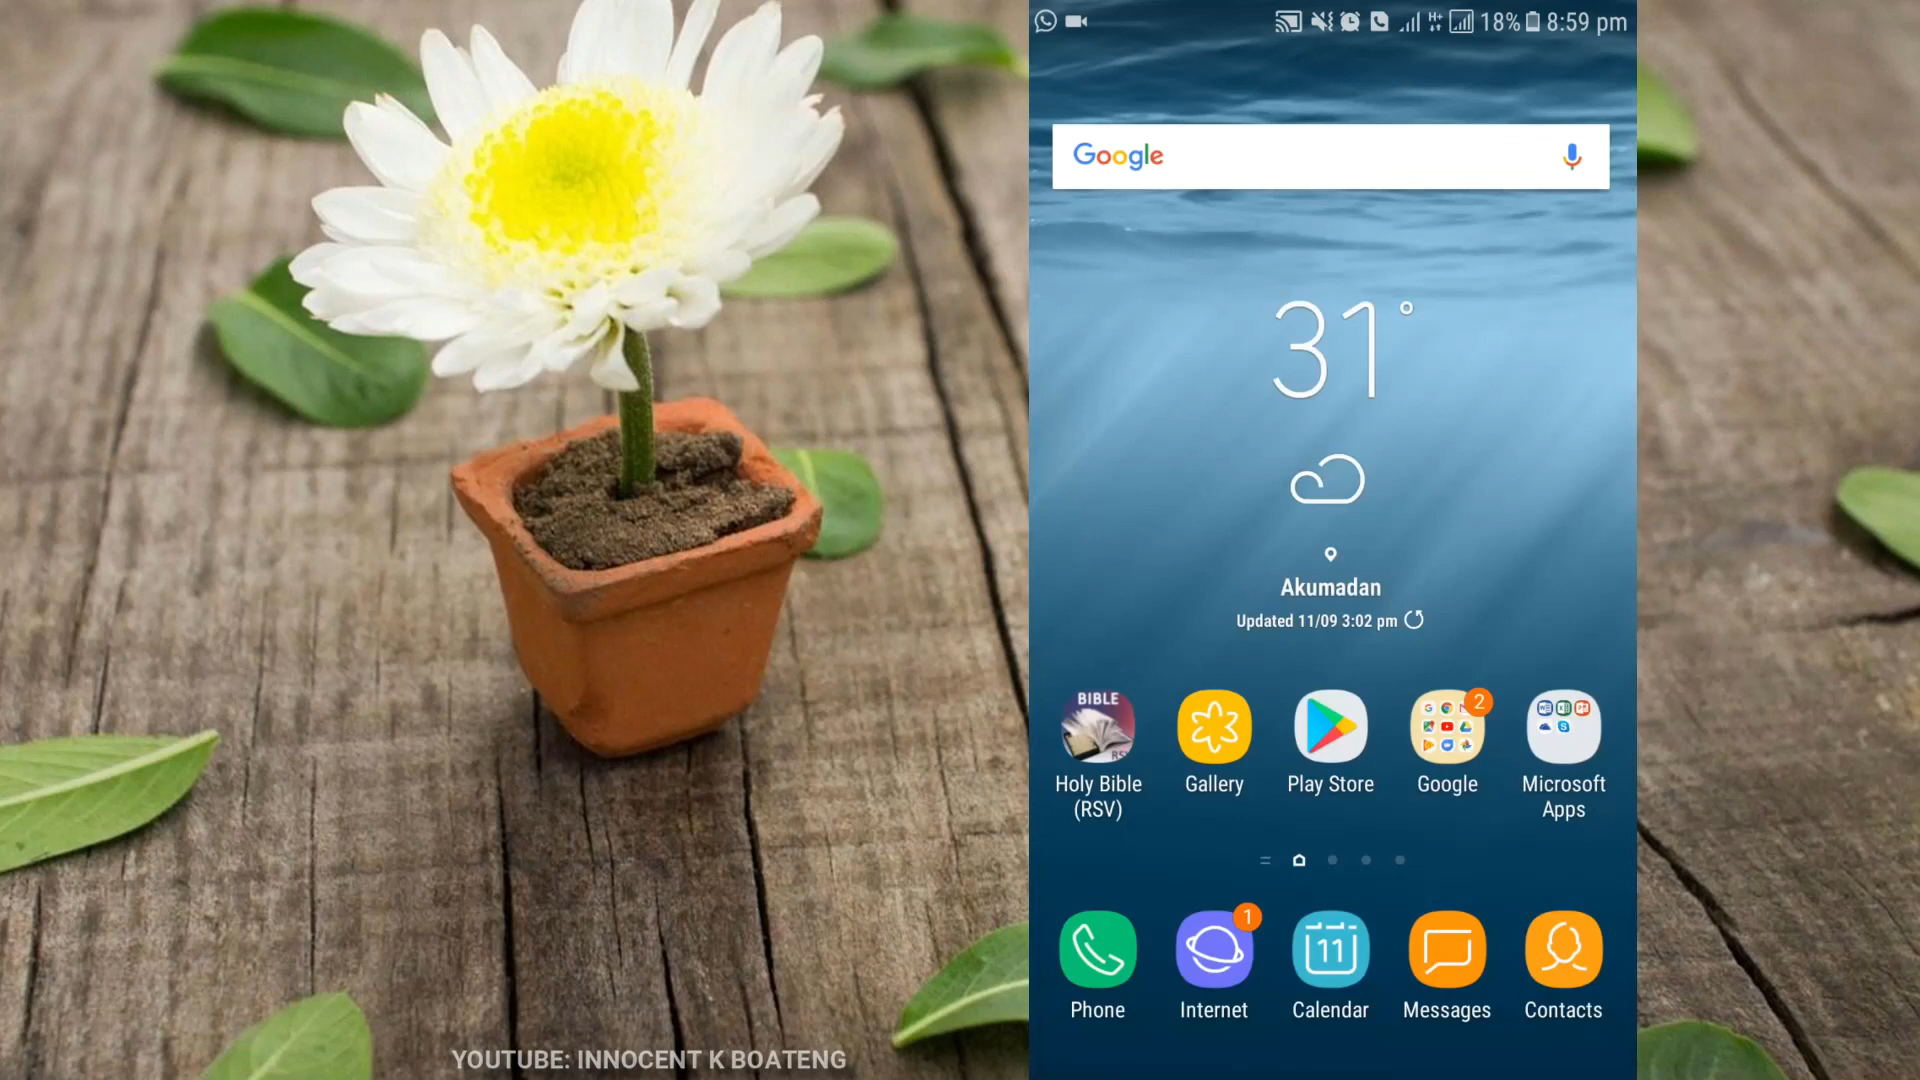 H+
18%
8:59 pm
Google
31°
Akumadan
Updated 11/09 3:02 pm
BIBLE
2
Holy Bible
(RSV)
Gallery
Play Store
Google
Microsoft
Apps
1
11
Phone
Internet
Calendar
Messages
Contacts
YOUTUBE: INNOCENT K BOATENG